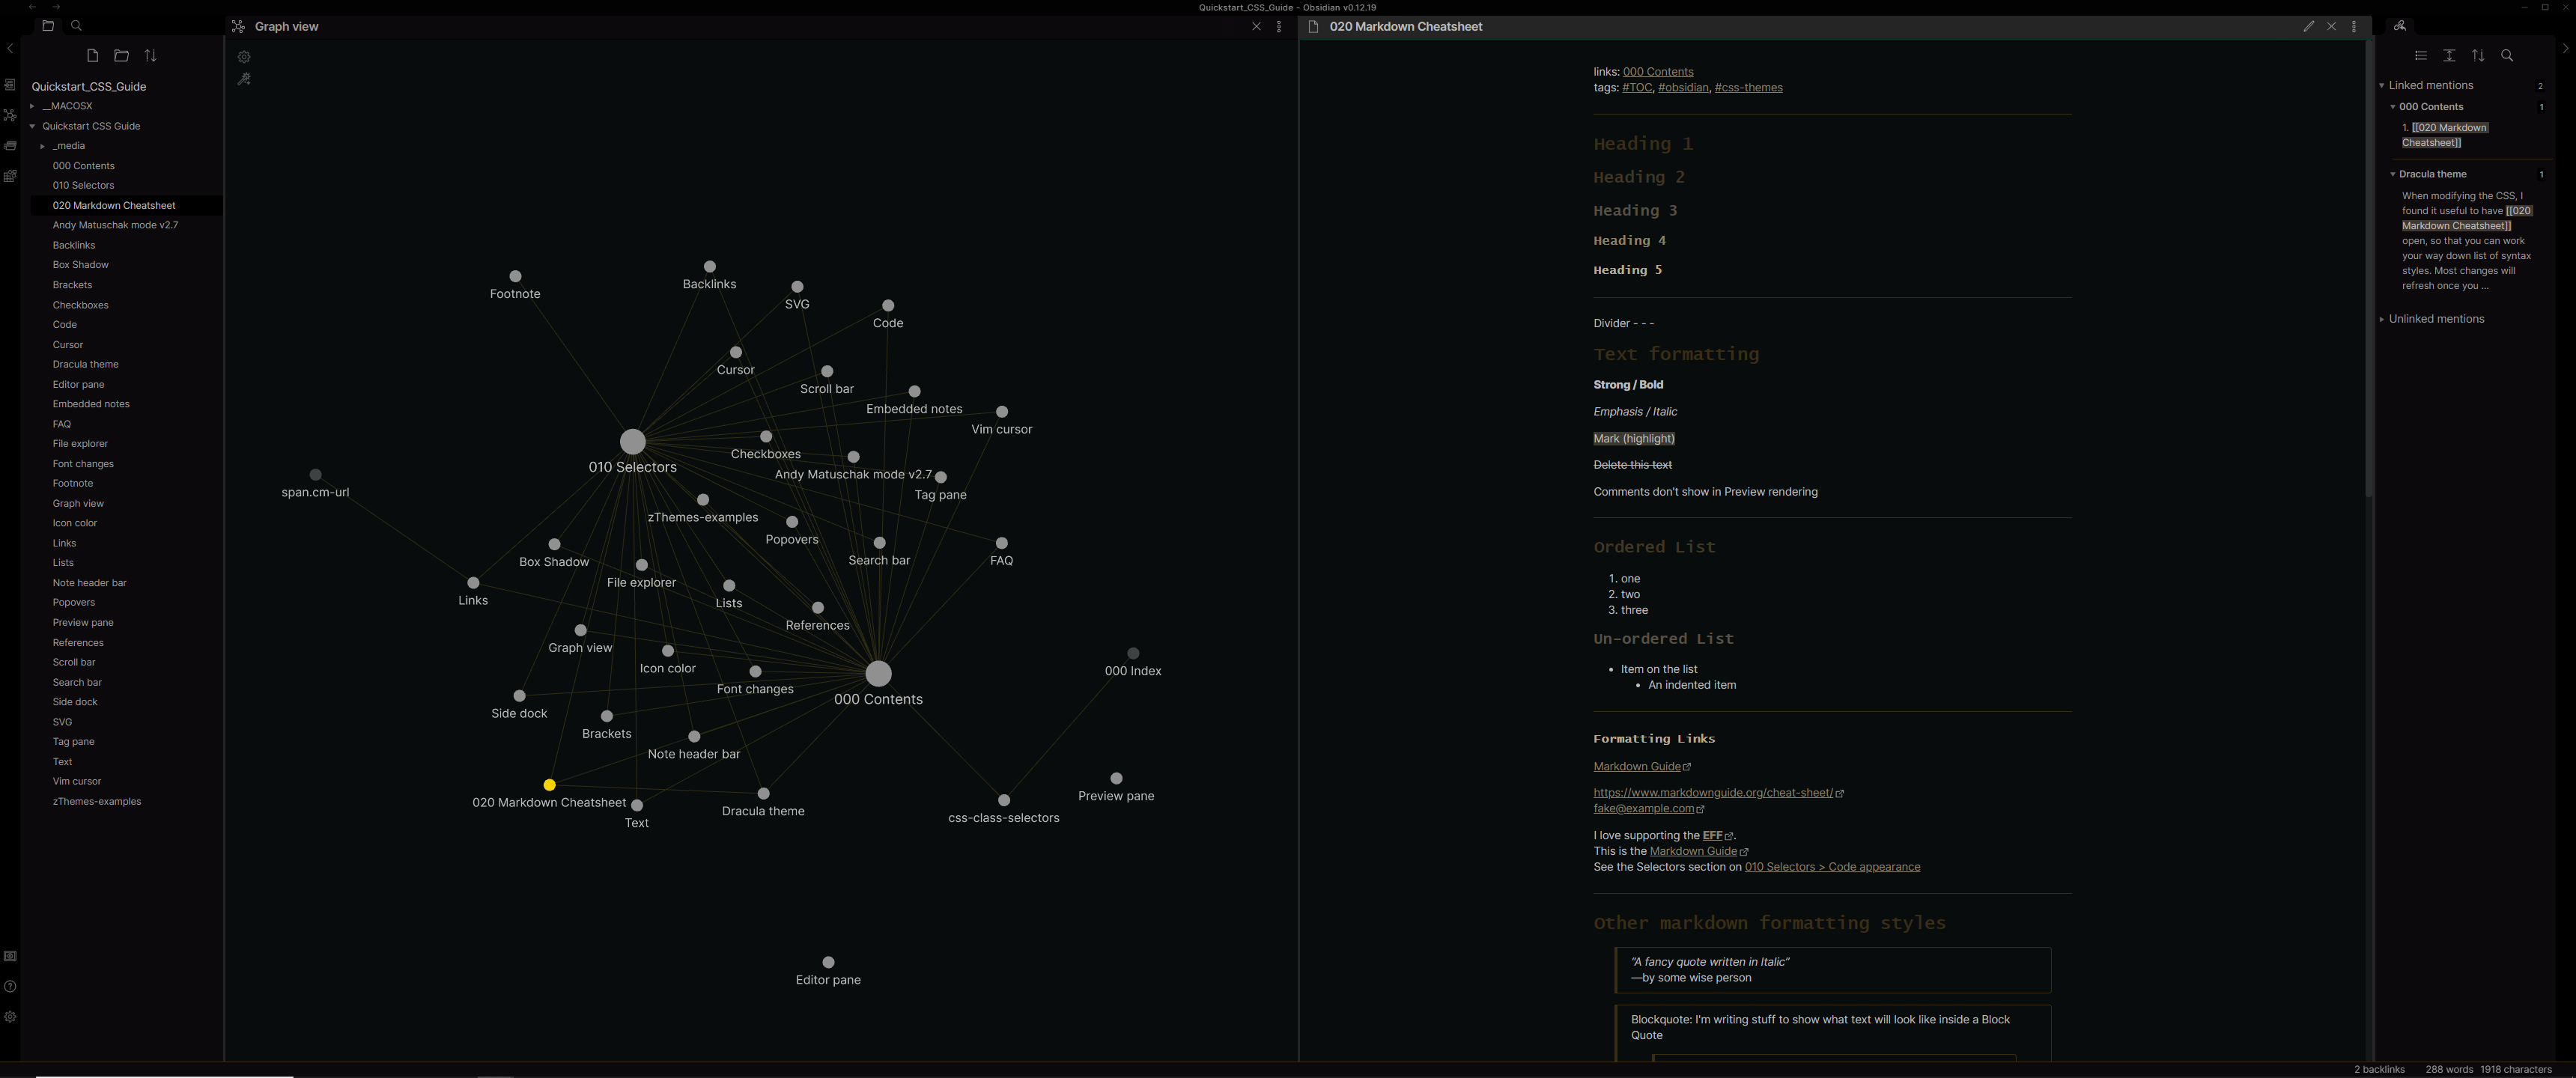 Quickstart_CSS_Guide - Obsidian v0.12.19
Quickstart_CSS_Guide
__MACOSX
Quickstart CSS Guide
_media
000 Contents
010 Selectors
020 Markdown Cheatsheet
Andy Matuschak mode v2.7
Backlinks
Box Shadow
Brackets
Checkboxes
Code
Cursor
Dracula theme
Editor pane
Embedded notes
FAQ
File explorer
Font changes
Footnote
Graph view
Icon color
Links
Lists
Note header bar
Popovers
Preview pane
References
Scroll bar
Search bar
Side dock
SVG
Tag pane
Text
Vim cursor
zThemes-examples
Graph view
Footnote
Backlinks
SVG
Code
Cursor
Scroll bar
Embedded notes
Vim cursor
010 Selectors
Checkboxes
Andy Matuschak mode v2.7
Tag pane
span.cm-url
zThemes-examples
Popovers
Box Shadow
Search bar
FAQ
File explorer
Links
Lists
References
Graph view
Icon color
000 Index
Font changes
000 Contents
Side dock
Brackets
Note header bar
Preview pane
020 Markdown Cheatsheet
Dracula theme
css-class-selectors
Text
Editor pane
020 Markdown Cheatsheet
links: 000 Contents
tags: #TOC, #obsidian, #css-themes
Heading 1
Heading 2
Heading 3
Heading 4
Heading 5
Divider - - -
Text formatting
Strong / Bold
Emphasis / Italic
Mark (highlight)
Delete this text
Comments don't show in Preview rendering
Ordered List
1. one
2. two
3. three
Un-ordered List
• Item on the list
• An indented item
Formatting Links
Markdown Guide
https://www.markdownguide.org/cheat-sheet/
fake@example.com
I love supporting the EFF.
This is the Markdown Guide
See the Selectors section on 010 Selectors > Code appearance
Other markdown formatting styles
"A fancy quote written in Italic"
—by some wise person
Blockquote: I'm writing stuff to show what text will look like inside a Block
Quote
Linked mentions 2
000 Contents 1
1. [[020 Markdown
Cheatsheet]]
Dracula theme 1
When modifying the CSS, I
found it useful to have [[020
Markdown Cheatsheet]]
open, so that you can work
your way down list of syntax
styles. Most changes will
refresh once you ...
Unlinked mentions
2 backlinks 288 words 1918 characters